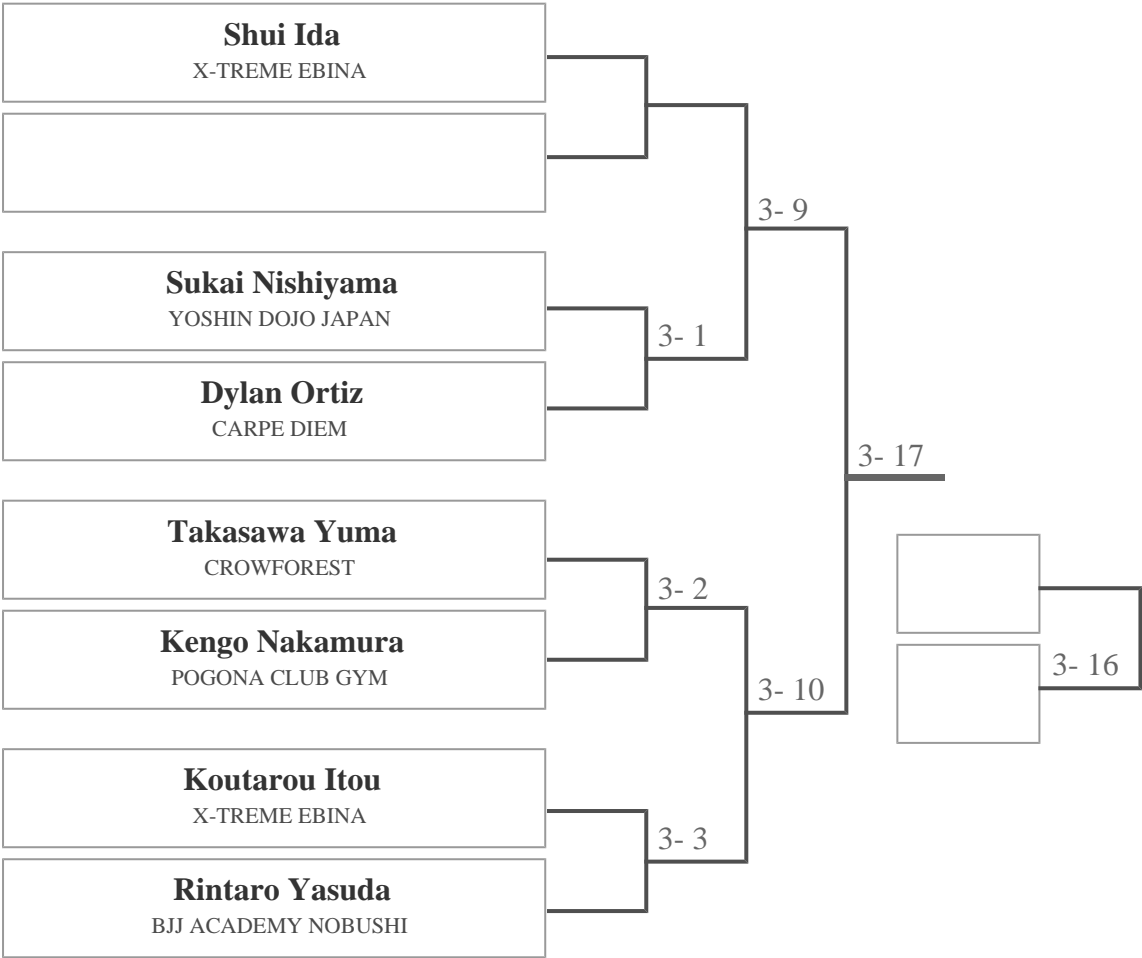 Shui Ida
X-TREME EBINA
3- 9
Sukai Nishiyama
YOSHIN DOJO JAPAN
3- 1
Dylan Ortiz
CARPE DIEM
3- 17
Takasawa Yuma
CROWFOREST
3- 2
Kengo Nakamura
POGONA CLUB GYM
3- 10
3- 16
Koutarou Itou
X-TREME EBINA
3- 3
Rintaro Yasuda
BJJ ACADEMY NOBUSHI